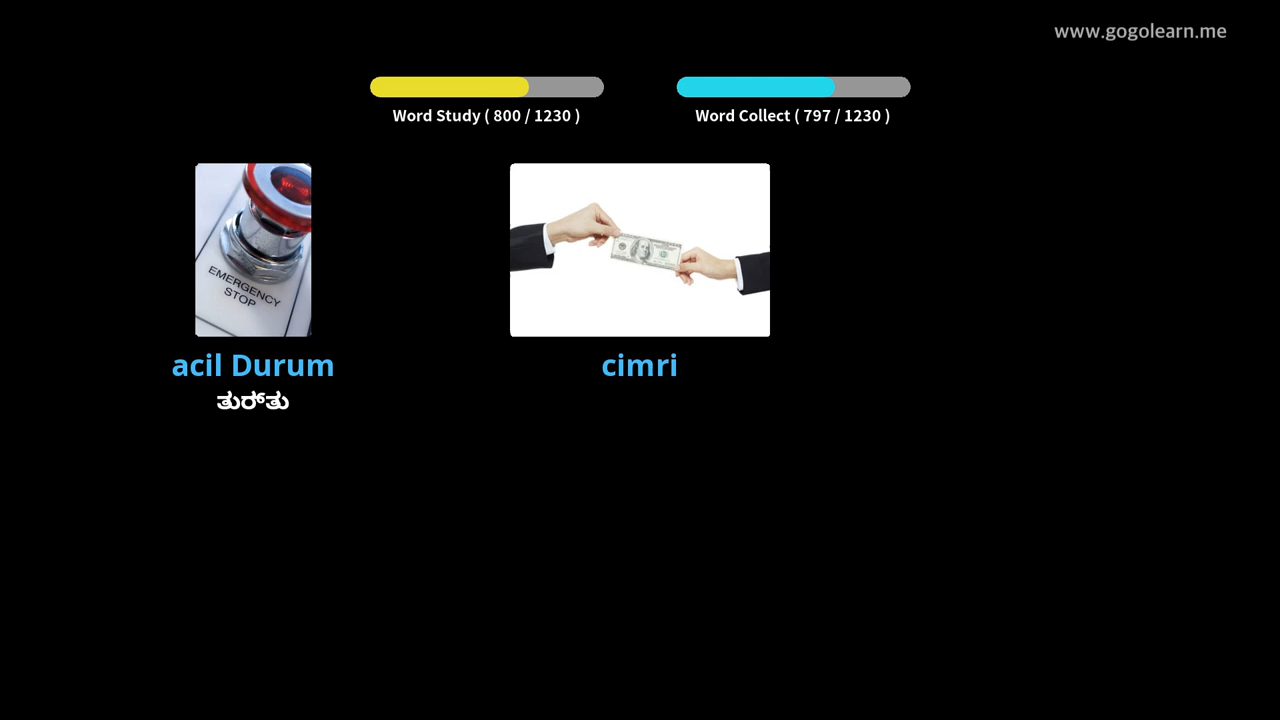 www.gogolearn.me
Word Study ( 800 / 1230 )
Word Collect ( 797 / 1230 )
EMERGENCY
STOP
acil Durum
cimri
ತುರ್ತು